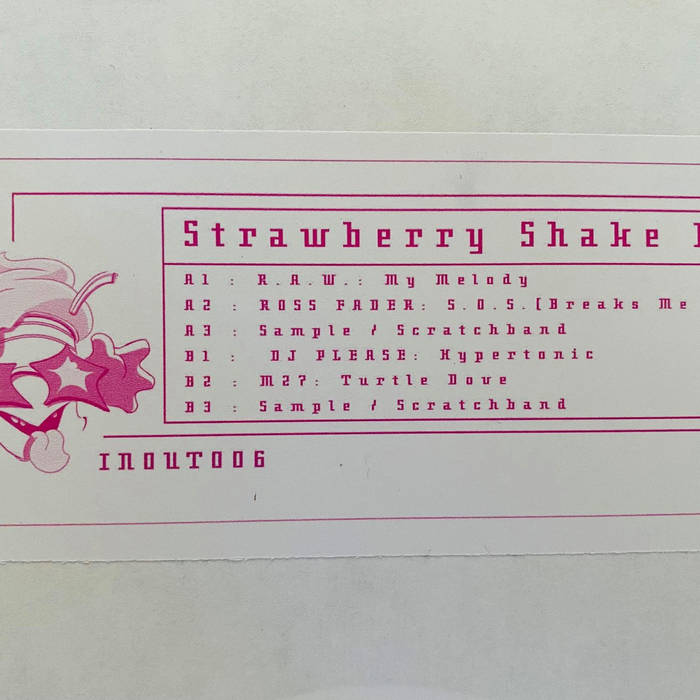 Strawberry Shake
A1 : R.A.W.: My Melody
A2 : ROSS FADER: S.O.S.[Breaks Me
A3 : Sample / Scratchband
B1 : DJ PLEASE: Hypertonic
B2 : M27: Turtle Dove
B3 : Sample / Scratchband
INOUT006